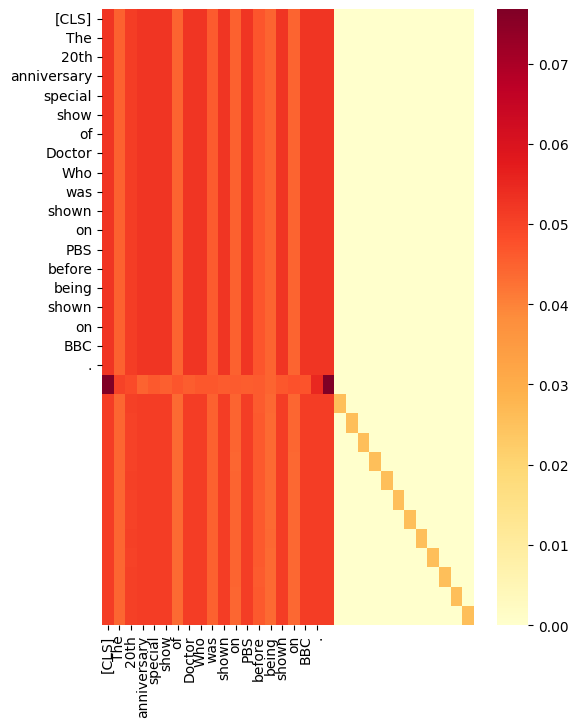 [CLS]
The
20th
anniversary
special
show
of
Doctor
Who
was
shown
on
PBS
before
being
shown
on
BBC
.
0.07
0.06
0.05
0.04
0.03
0.02
0.01
0.00
[CLS]
The
20th
anniversary
special
show
of
Doctor
Who
was
shown
on
PBS
before
being
shown
on
BBC
.